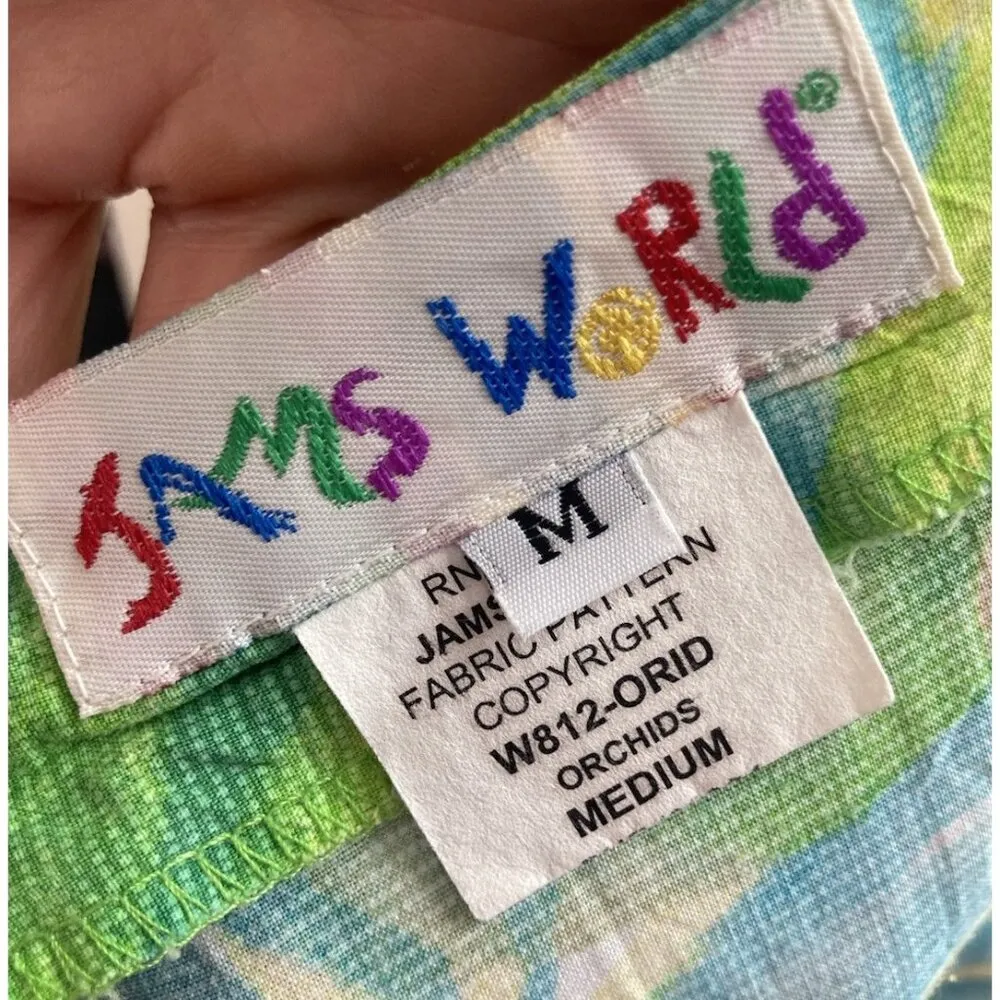 JAMS WORLd®
M
RN
JAMS
FABRIC PATTERN
COPYRIGHT
W812-ORID
ORCHIDS
MEDIUM